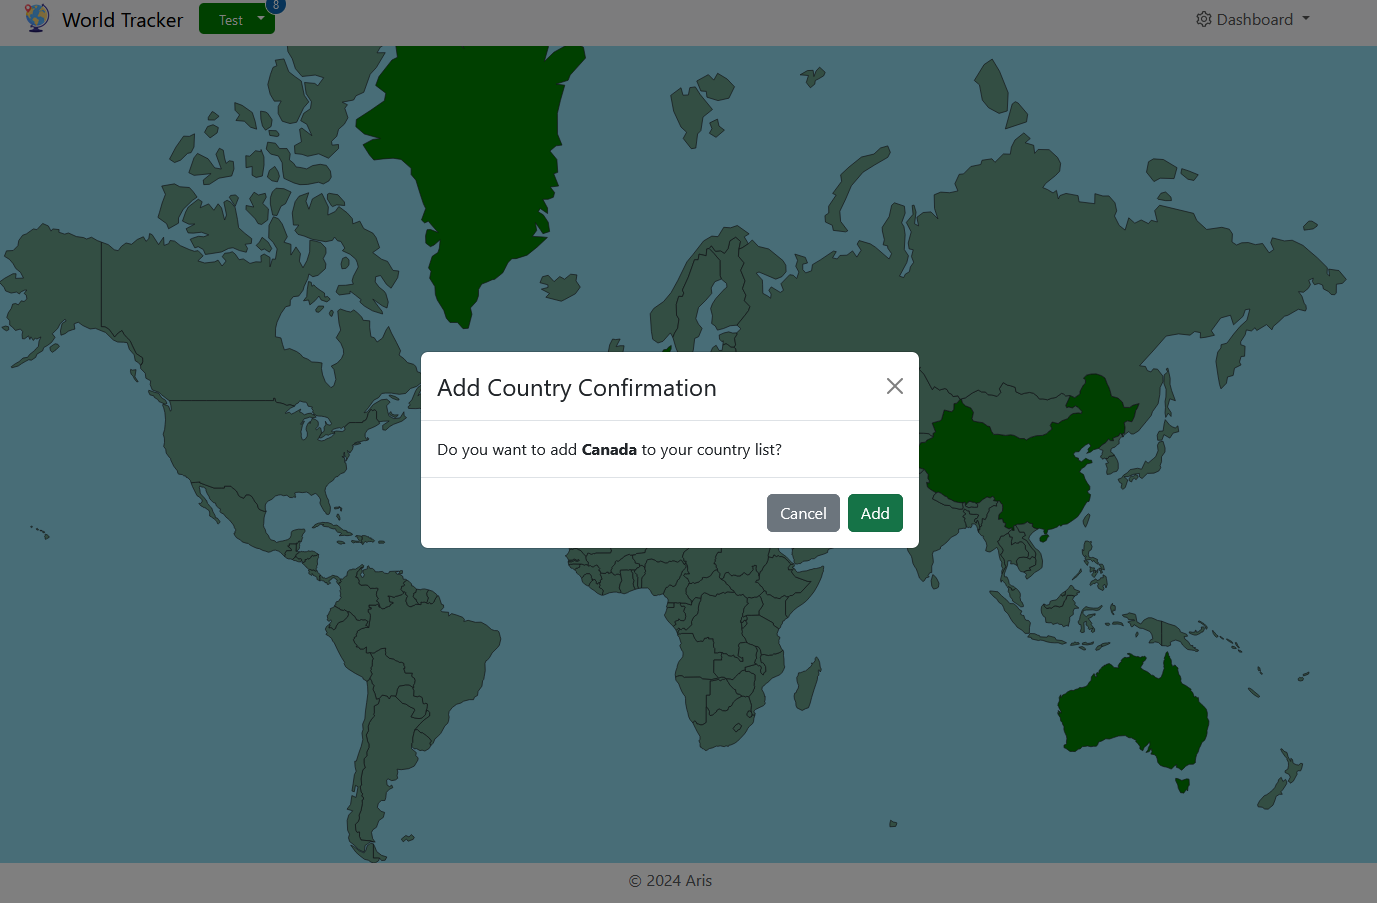 World Tracker
Test
8
Dashboard
Add Country Confirmation
Do you want to add Canada to your country list?
Cancel
Add
© 2024 Aris